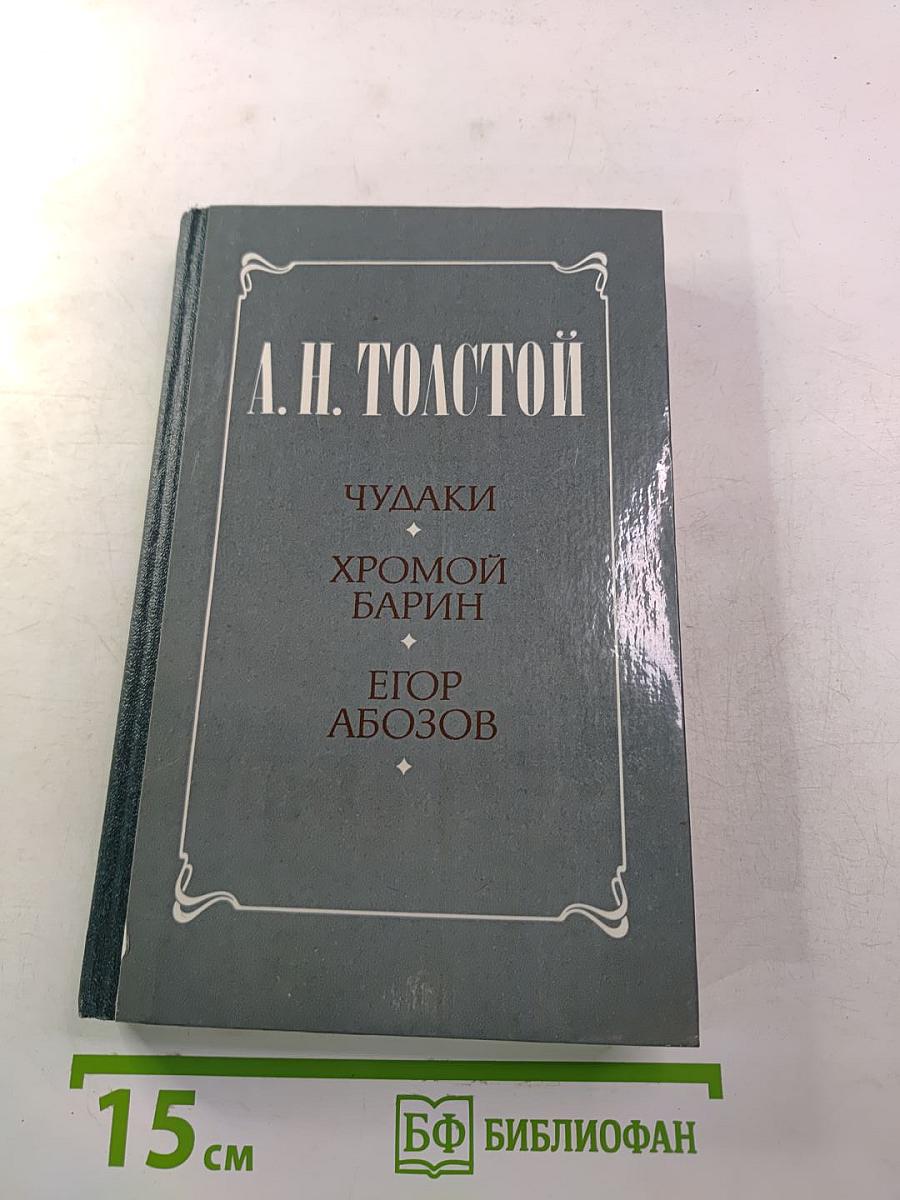 А. Н. ТОЛСТОЙ
ЧУДАКИ
ХРОМОЙ
БАРИН
ЕГОР
АБОЗОВ
15 см
БФ БИБЛИОФАН